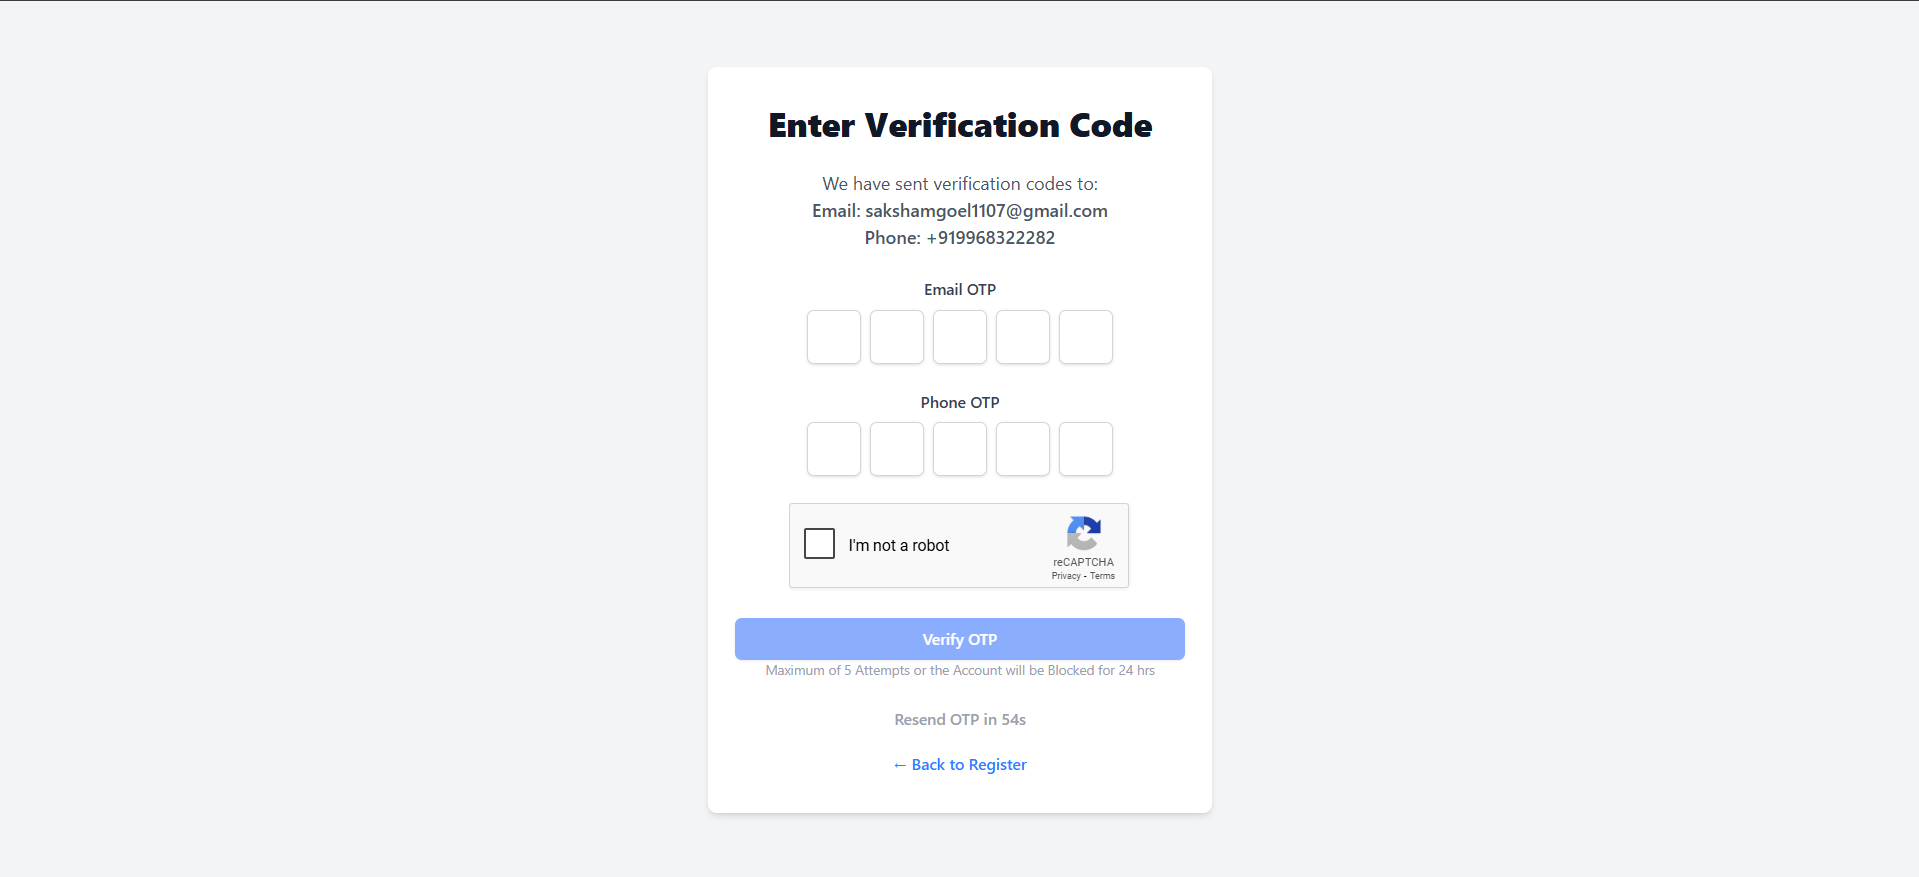 Enter Verification Code
We have sent verification codes to:
Email: sakshamgoel1107@gmail.com
Phone: +919968322282
Email OTP
Phone OTP
I'm not a robot
reCAPTCHA
Privacy - Terms
Verify OTP
Maximum of 5 Attempts or the Account will be Blocked for 24 hrs
Resend OTP in 54s
← Back to Register